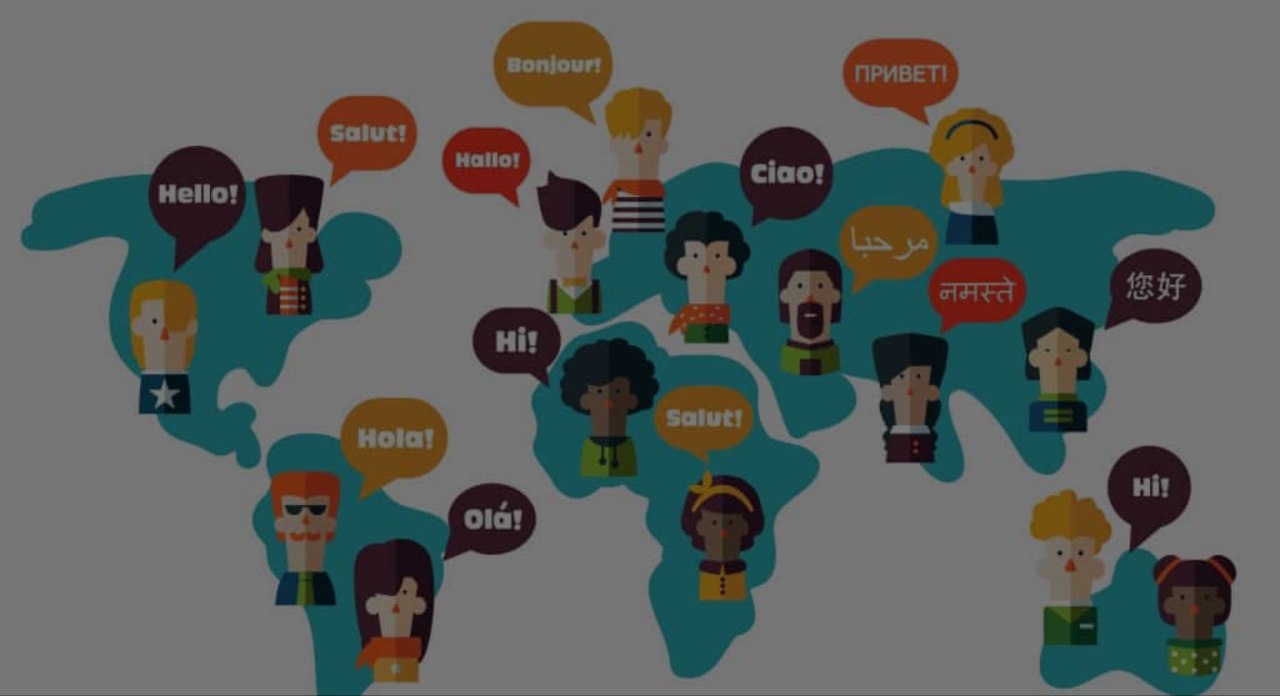 Bonjour!
ПРИВЕТ!
Salut!
Hallo!
Ciao!
Hello!
مرحبا
नमस्ते
您好
Hi!
Salut!
Hola!
Hi!
Olá!